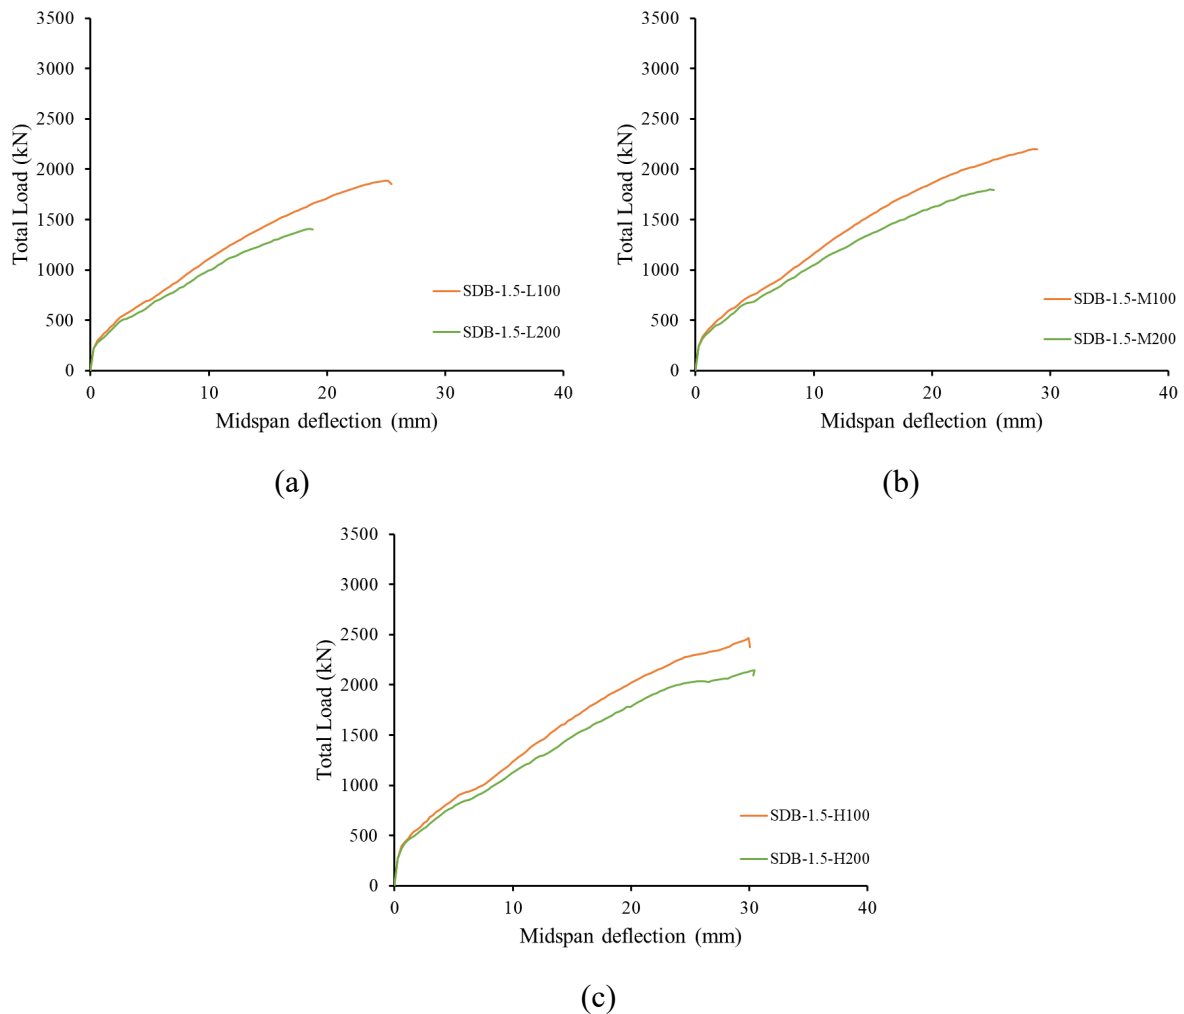 3500
3000
2500
2000
1500
1000
500
0
Total Load (kN)
0 10 20 30 40
Midspan deflection (mm)
SDB-1.5-L100
SDB-1.5-L200
(a)
3500
3000
2500
2000
1500
1000
500
0
Total Load (kN)
0 10 20 30 40
Midspan deflection (mm)
SDB-1.5-M100
SDB-1.5-M200
(b)
3500
3000
2500
2000
1500
1000
500
0
Total Load (kN)
0 10 20 30 40
Midspan deflection (mm)
SDB-1.5-H100
SDB-1.5-H200
(c)